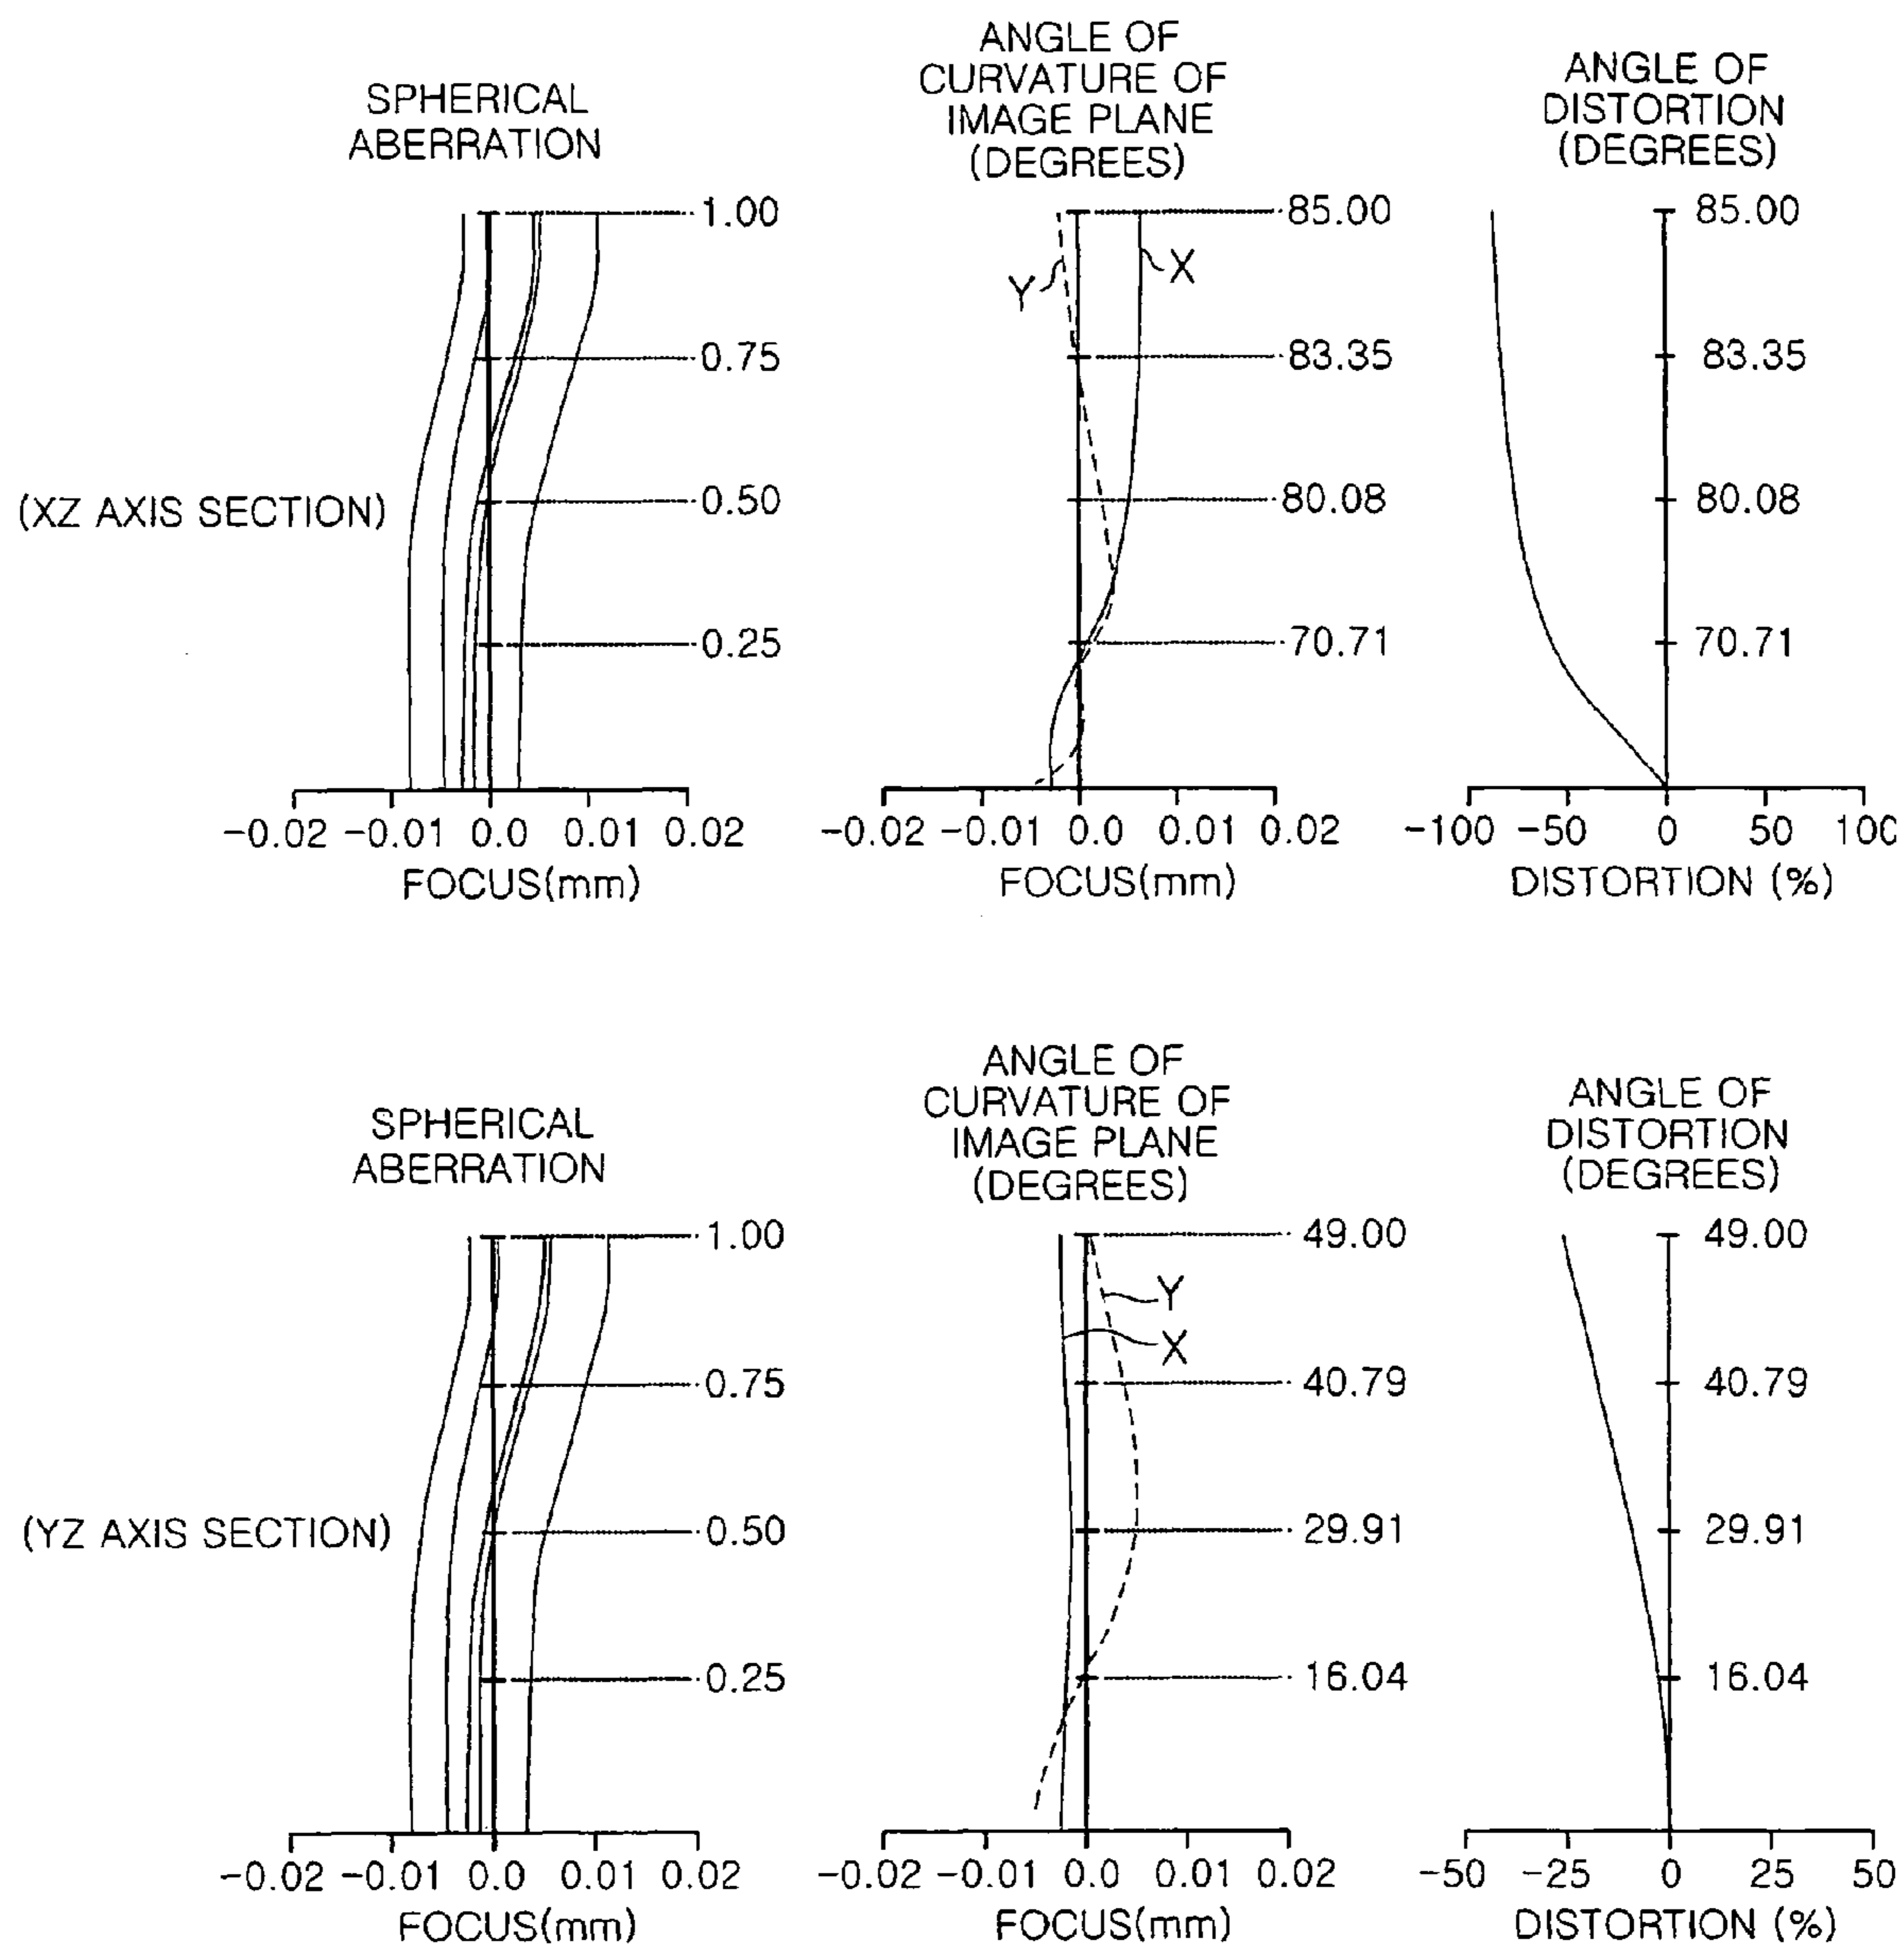 SPHERICAL
ABERRATION
ANGLE OF
CURVATURE OF
IMAGE PLANE
(DEGREES)
ANGLE OF
DISTORTION
(DEGREES)
(XZ AXIS SECTION)
1.00
0.75
0.50
0.25
-0.02 -0.01 0.0 0.01 0.02
FOCUS(mm)
Y
X
85.00
83.35
80.08
70.71
-0.02 -0.01 0.0 0.01 0.02
FOCUS(mm)
85.00
83.35
80.08
70.71
-100 -50 0 50 100
DISTORTION (%)
SPHERICAL
ABERRATION
ANGLE OF
CURVATURE OF
IMAGE PLANE
(DEGREES)
ANGLE OF
DISTORTION
(DEGREES)
(YZ AXIS SECTION)
1.00
0.75
0.50
0.25
-0.02 -0.01 0.0 0.01 0.02
FOCUS(mm)
Y
X
49.00
40.79
29.91
16.04
-0.02 -0.01 0.0 0.01 0.02
FOCUS(mm)
49.00
40.79
29.91
16.04
-50 -25 0 25 50
DISTORTION (%)